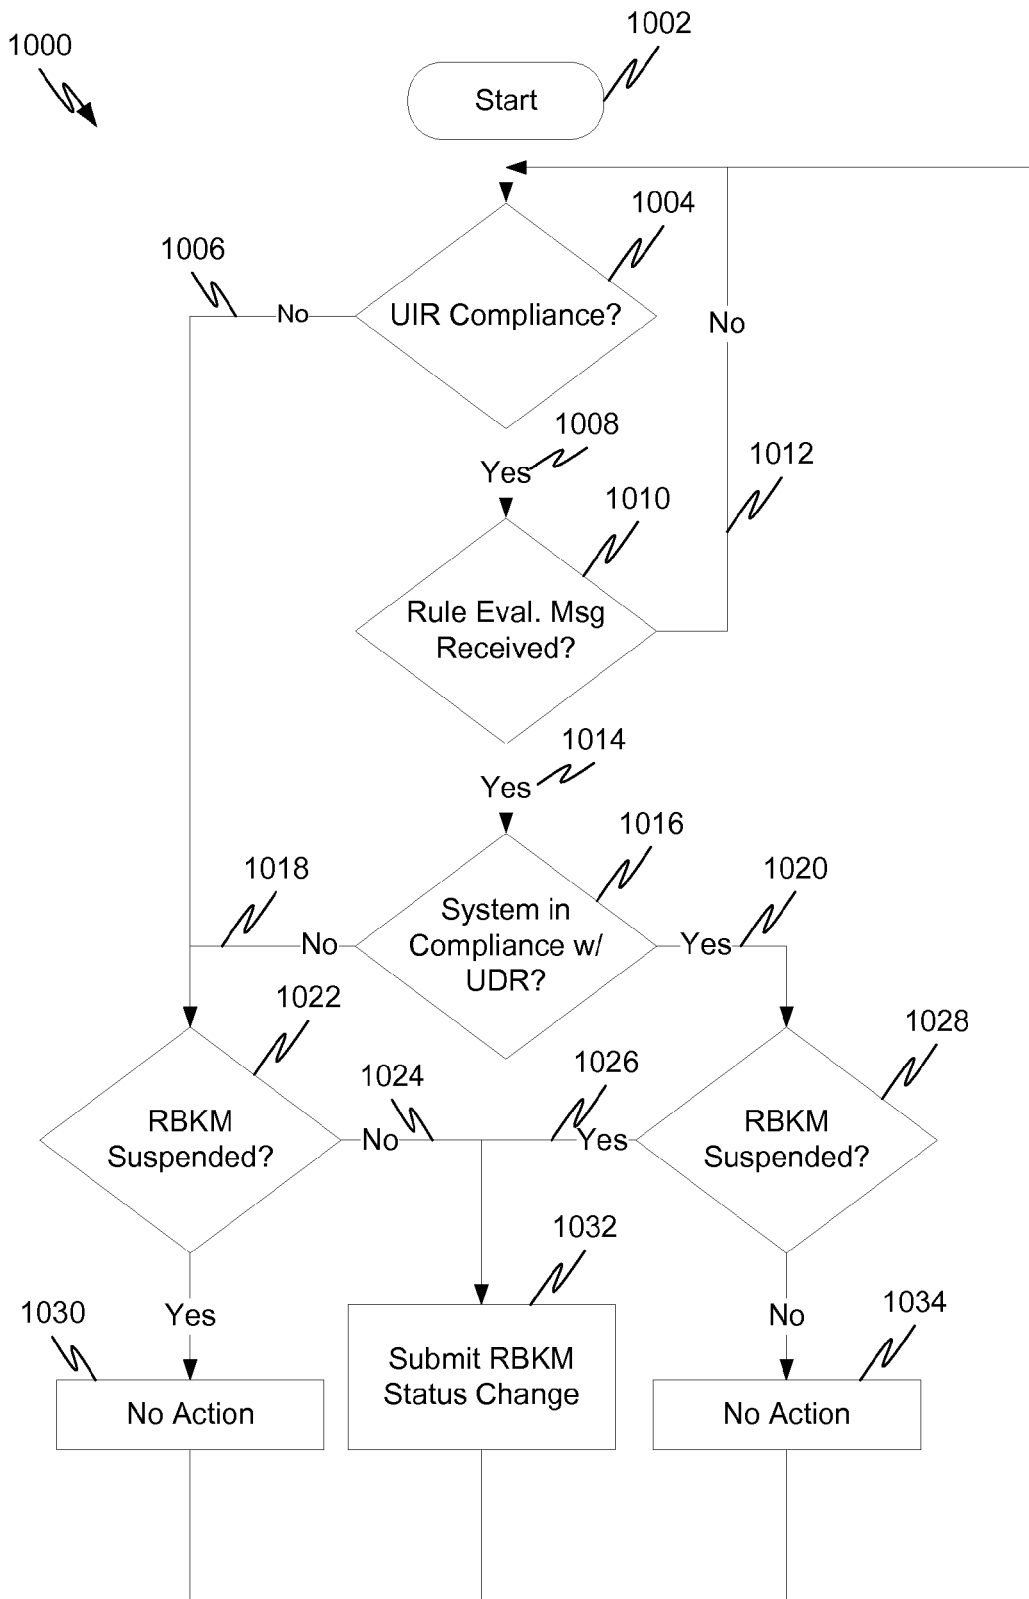 1000
1002
Start
1004
1006
No
UIR Compliance?
No
1008
Yes
1012
1010
Rule Eval. Msg
Received?
1014
Yes
1016
1018
1020
System in
Compliance w/
UDR?
No
Yes
1022
1028
1024
1026
RBKM
Suspended?
No
Yes
RBKM
Suspended?
1032
1030
Yes
No
1034
Submit RBKM
Status Change
No Action
No Action